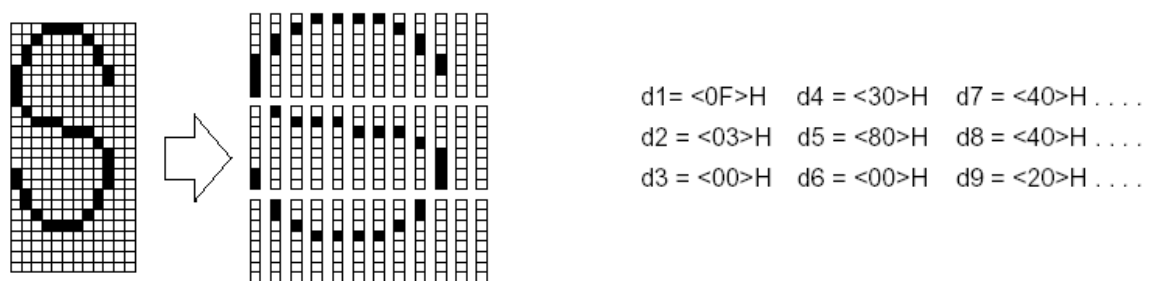 d1= <0F>H d4 = <30>H d7 = <40>H . . . .
d2 = <03>H d5 = <80>H d8 = <40>H . . . .
d3 = <00>H d6 = <00>H d9 = <20>H . . . .